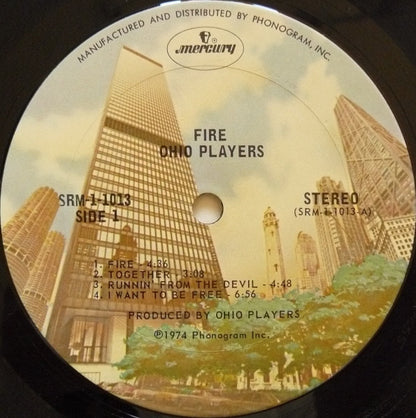 MANUFACTURED AND DISTRIBUTED BY PHONOGRAM, INC.
mercury
FIRE
OHIO PLAYERS
SRM-1-1013
SIDE 1
STEREO
(SRM-1-1013-A)
1. FIRE - 4:36
2. TOGETHER - 3:08
3. RUNNIN' FROM THE DEVIL - 4:48
4. I WANT TO BE FREE - 6:56
PRODUCED BY OHIO PLAYERS
℗1974 Phonogram Inc.